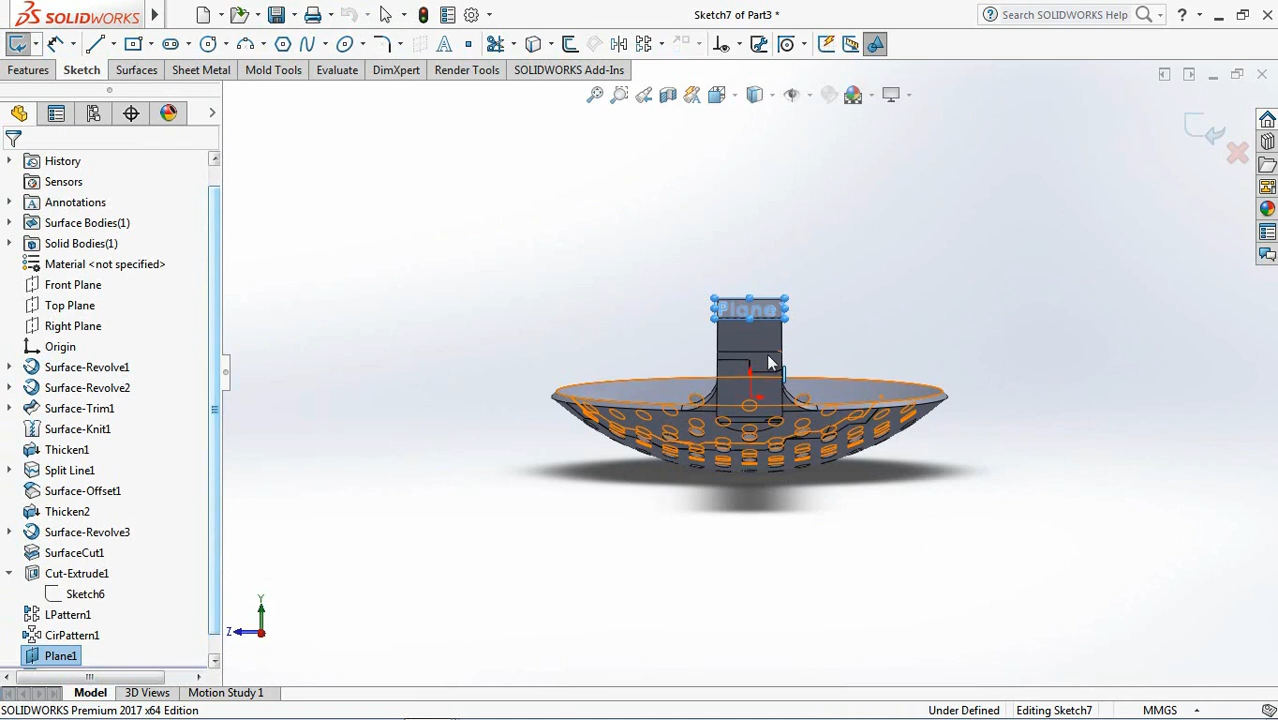 SOLIDWORKS
Sketch7 of Part3 *
Search SOLIDWORKS Help
?
A
Features
Sketch
Surfaces
Sheet Metal
Mold Tools
Evaluate
DimXpert
Render Tools
SOLIDWORKS Add-Ins
History
Sensors
Annotations
Surface Bodies(1)
Solid Bodies(1)
Material <not specified>
Front Plane
Top Plane
Right Plane
Origin
Surface-Revolve1
Surface-Revolve2
Surface-Trim1
Surface-Knit1
Thicken1
Split Line1
Surface-Offset1
Thicken2
Surface-Revolve3
SurfaceCut1
Cut-Extrude1
Sketch6
LPattern1
CirPattern1
Plane1
Plane
Y
Z
Model
3D Views
Motion Study 1
SOLIDWORKS Premium 2017 x64 Edition
Under Defined
Editing Sketch7
MMGS